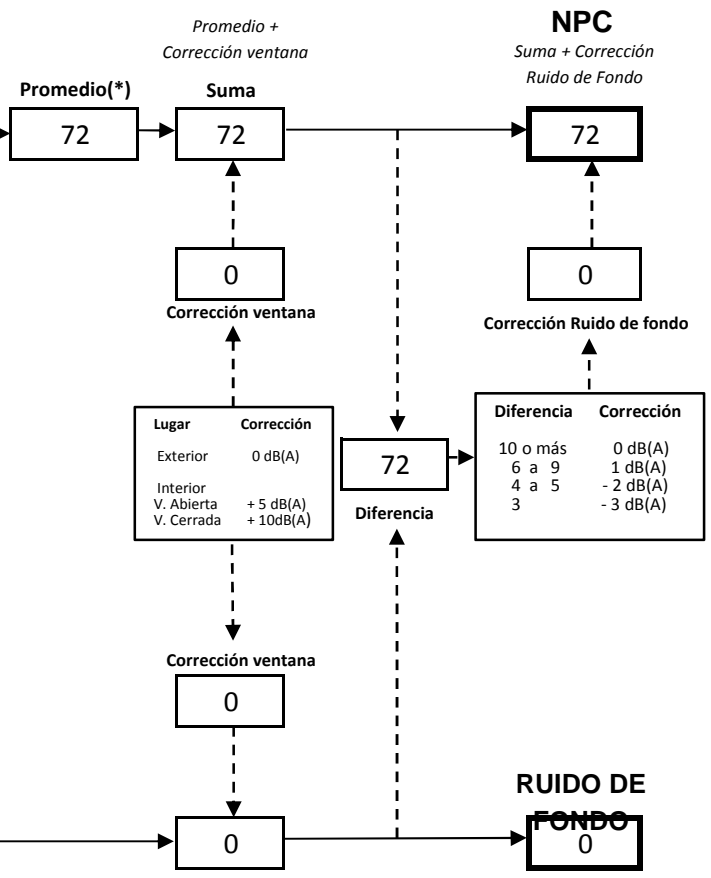 Promedio +
Corrección ventana
NPC
Suma + Corrección
Ruido de Fondo
Promedio(*)
Suma
72
72
72
0
0
Corrección ventana
Corrección Ruido de fondo
Lugar Corrección
Exterior 0 dB(A)
Interior
V. Abierta + 5 dB(A)
V. Cerrada + 10dB(A)
72
Diferencia
Diferencia Corrección
10 o más 0 dB(A)
6 a 9 1 dB(A)
4 a 5 - 2 dB(A)
3 - 3 dB(A)
Corrección ventana
0
RUIDO DE
FONDO
0
0